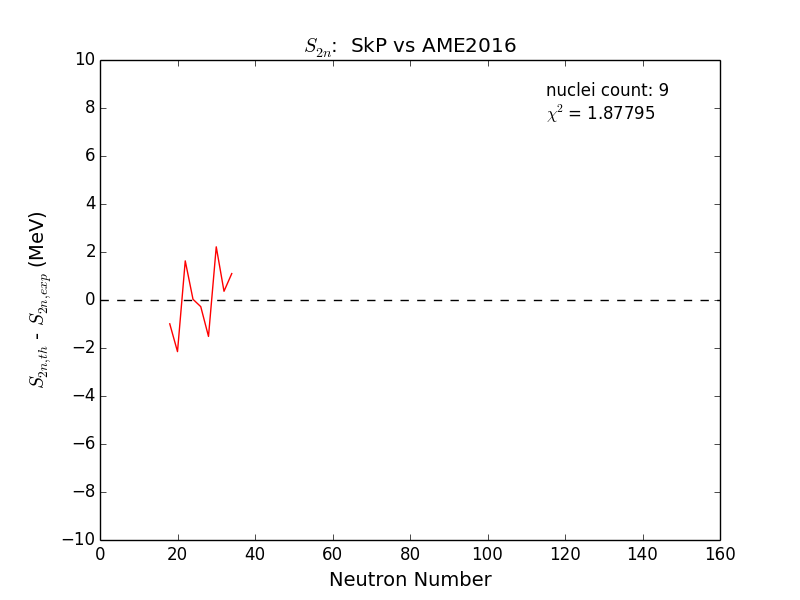 S2n: SkP vs AME2016
nuclei count: 9
χ2 = 1.87795
10
8
6
4
2
0
−2
−4
−6
−8
−10
S2n,th - S2n,exp (MeV)
0 20 40 60 80 100 120 140 160
Neutron Number